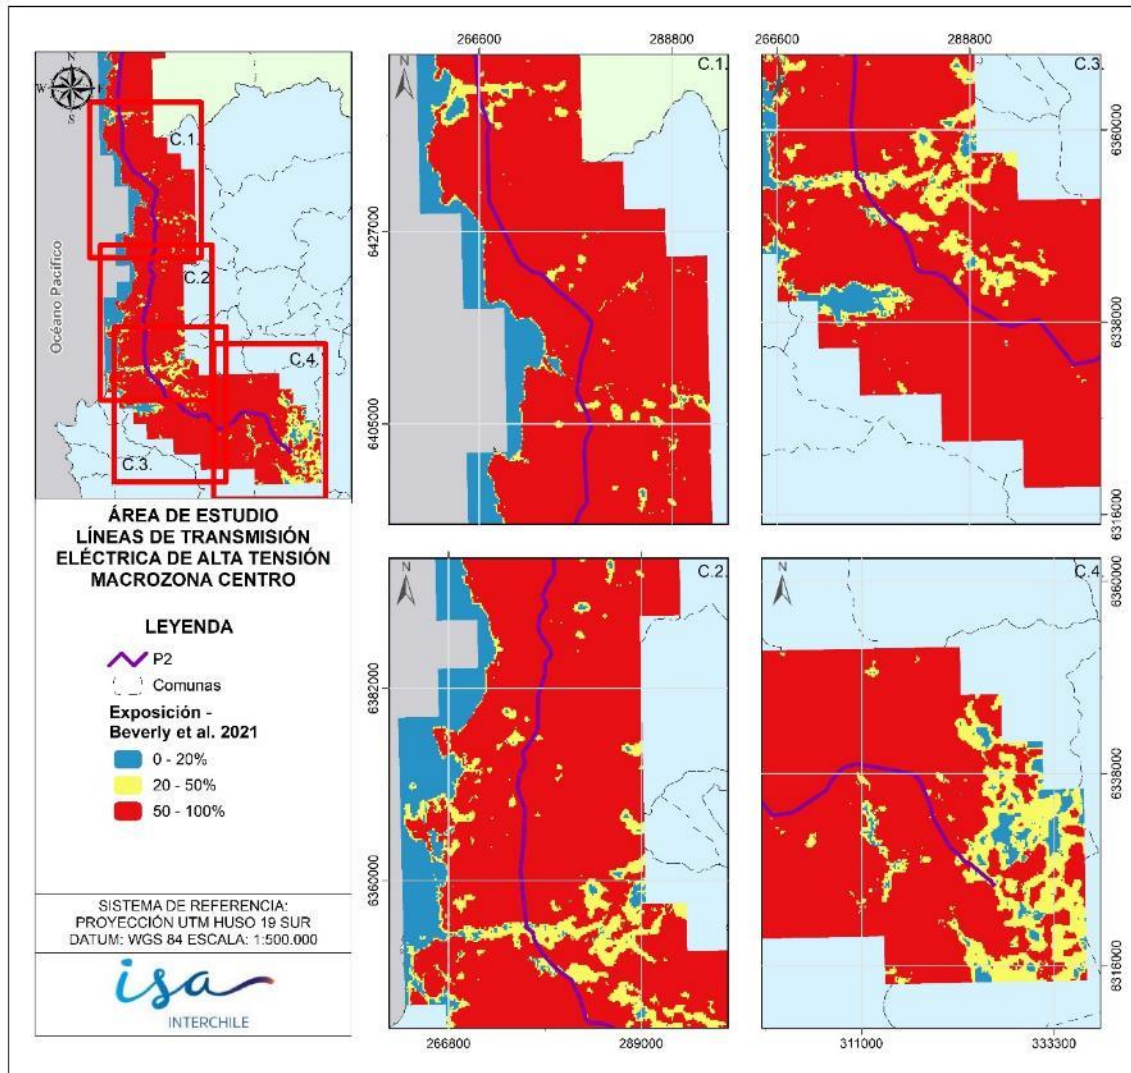 N
W
E
S
Océano Pacífico
C.1.
C.2
C.3.
C.4.
ÁREA DE ESTUDIO
LÍNEAS DE TRANSMISIÓN
ELÉCTRICA DE ALTA TENSIÓN
MACROZONA CENTRO
LEYENDA
P2
Comunas
Exposición -
Beverly et al. 2021
0 - 20%
20 - 50%
50 - 100%
SISTEMA DE REFERENCIA:
PROYECCIÓN UTM HUSO 19 SUR
DATUM: WGS 84 ESCALA: 1:500.000
isa
INTERCHILE
266600 288800
N
C.1.
6427000
6405000
266600 288800
N
C.3.
6360000
6338000
6316000
N
C.2.
6382000
6360000
266800 289000
N
C.4.
6360000
6338000
6316000
311000 333300